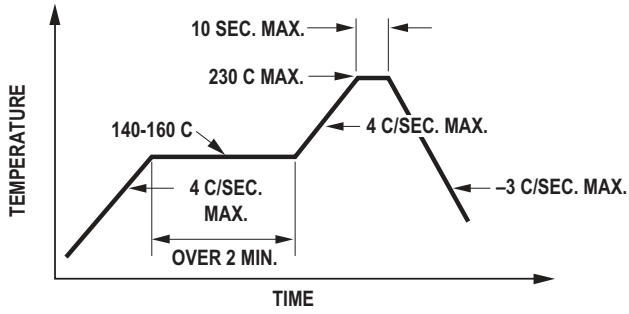 10 SEC. MAX.
230 C MAX.
140-160 C
4 C/SEC. MAX.
4 C/SEC.
MAX.
–3 C/SEC. MAX.
OVER 2 MIN.
TEMPERATURE
TIME